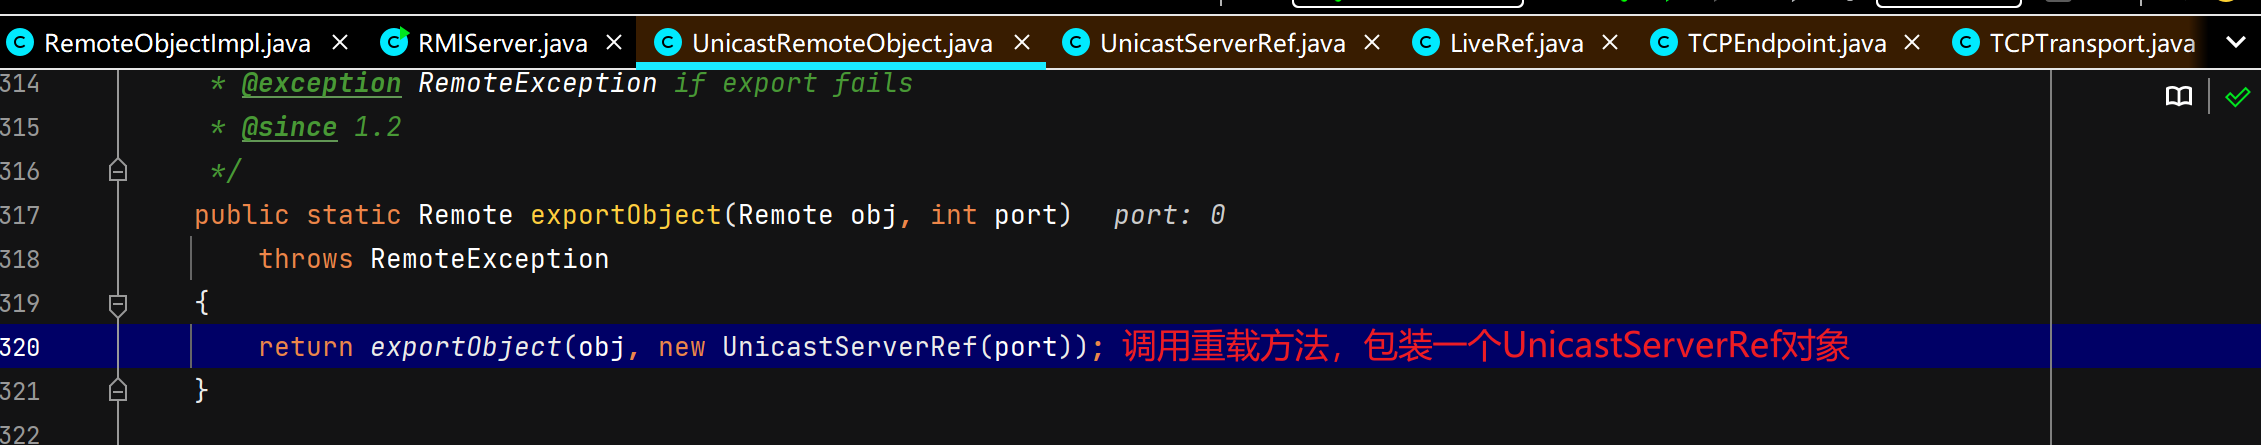 RemoteObjectImpl.java RMIServer.java UnicastRemoteObject.java UnicastServerRef.java LiveRef.java TCPEndpoint.java TCPTransport.java
314 * @exception RemoteException if export fails
315 * @since 1.2
316 */
317 public static Remote exportObject(Remote obj, int port) port: 0
318 throws RemoteException
319 {
320 return exportObject(obj, new UnicastServerRef(port)); 调用重载方法，包装一个UnicastServerRef对象
321 }
322